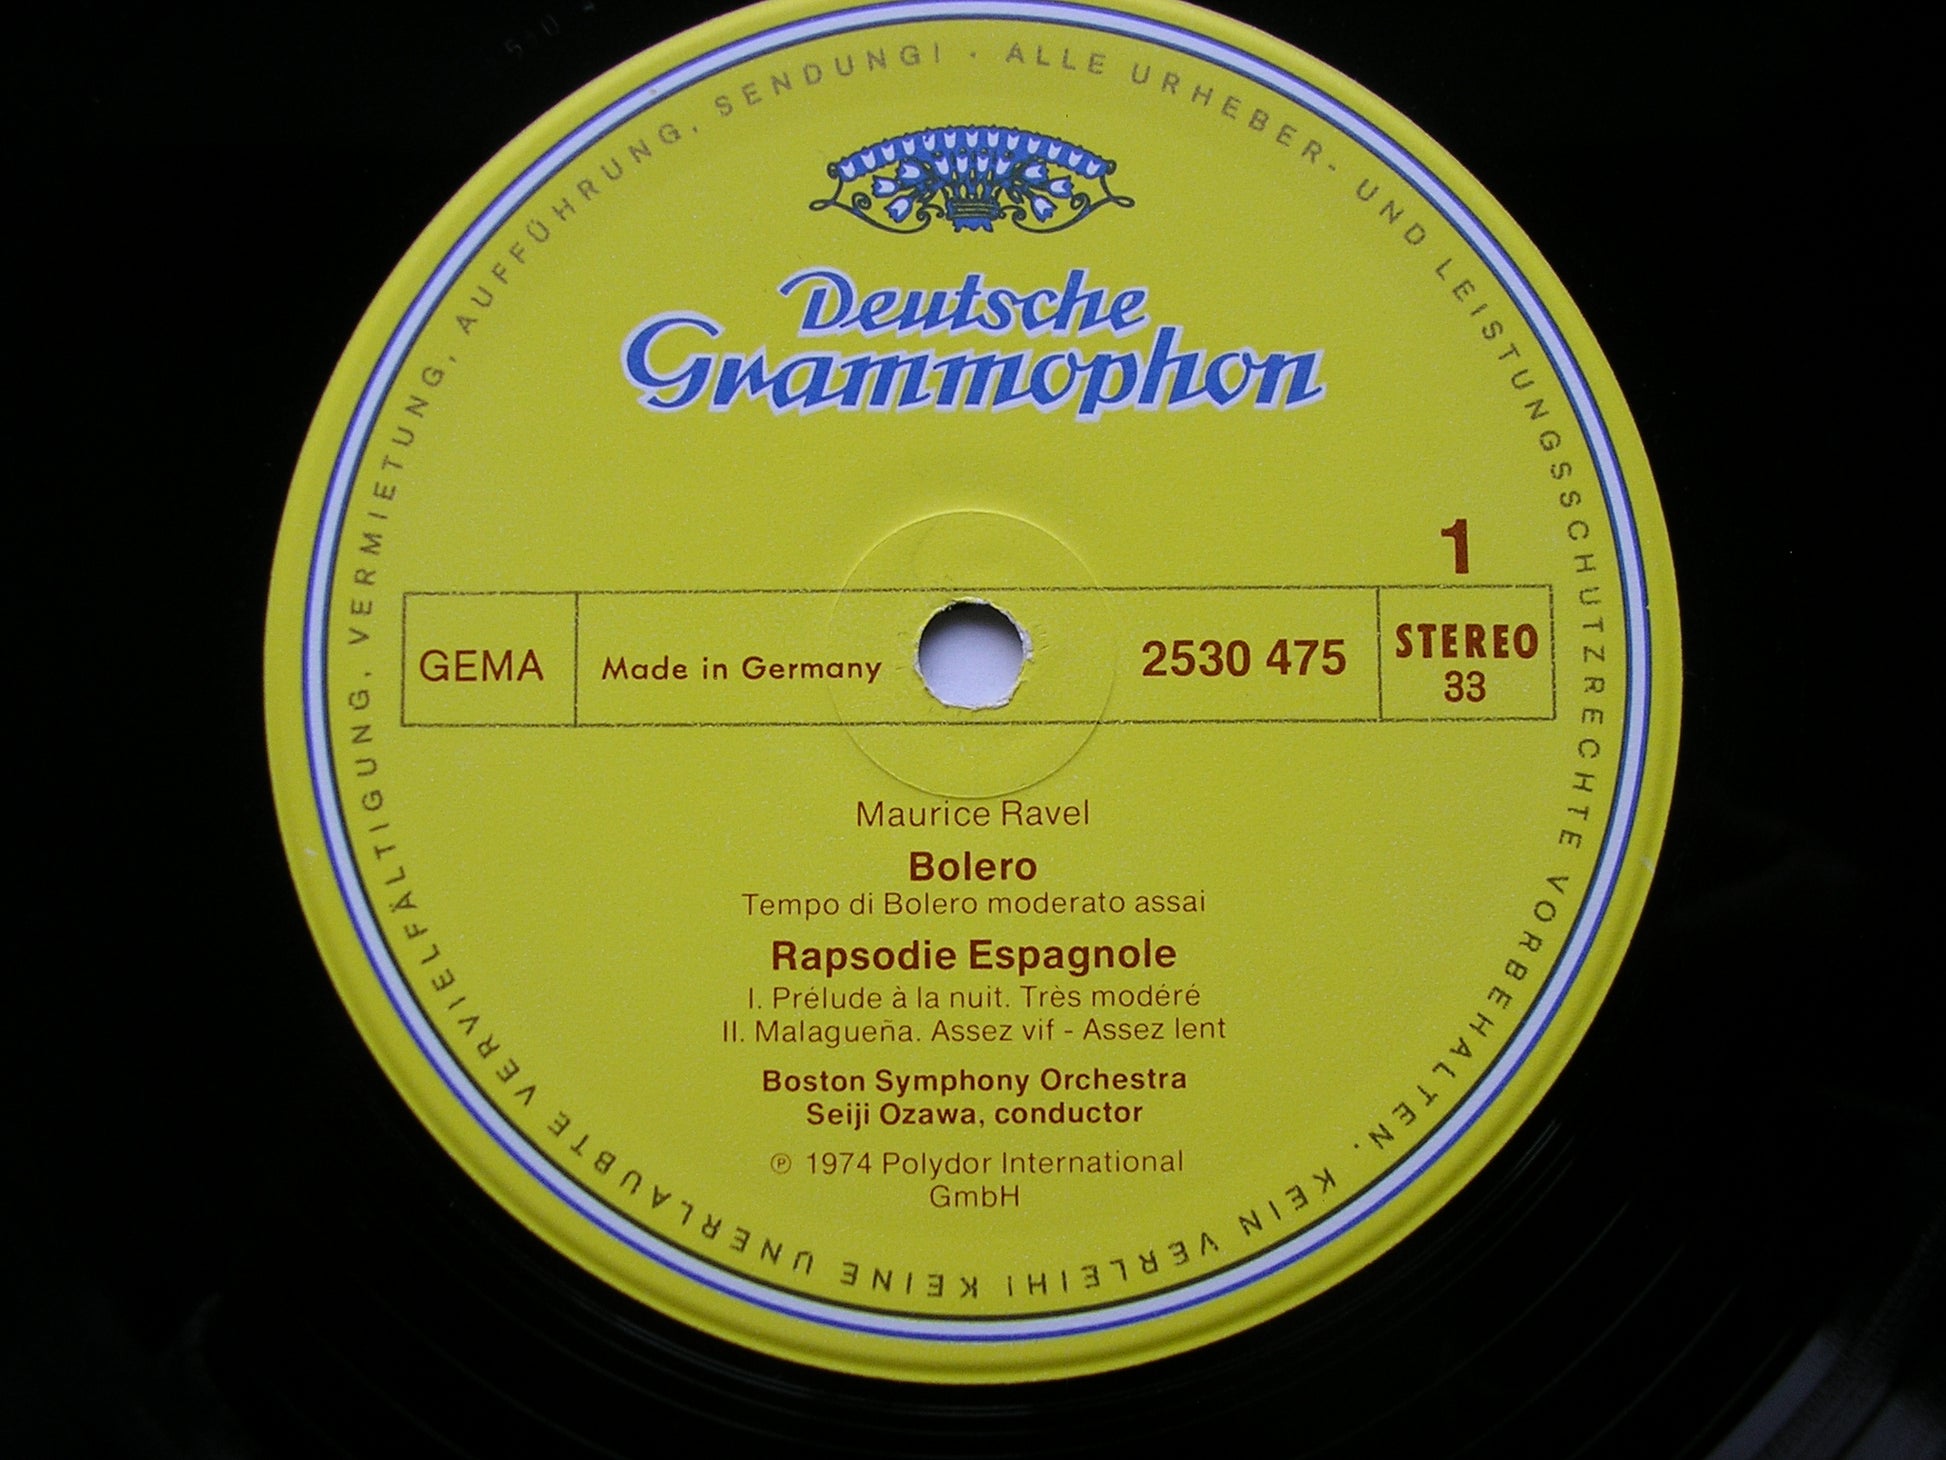 ALLE URHEBER- UND LEISTUNGSSCHUTZRECHTE VORBEHALTEN. KEIN VERLEIH! KEINE UNERLAUBTE VERVIELFÄLTIGUNG, VERMIETUNG, AUFFÜHRUNG, SENDUNG! ·
Deutsche
Grammophon
1
GEMA
Made in Germany
2530 475
STEREO
33
Maurice Ravel
Bolero
Tempo di Bolero moderato assai
Rapsodie Espagnole
I. Prélude à la nuit. Très modéré
II. Malagueña. Assez vif - Assez lent
Boston Symphony Orchestra
Seiji Ozawa, conductor
℗ 1974 Polydor International
GmbH